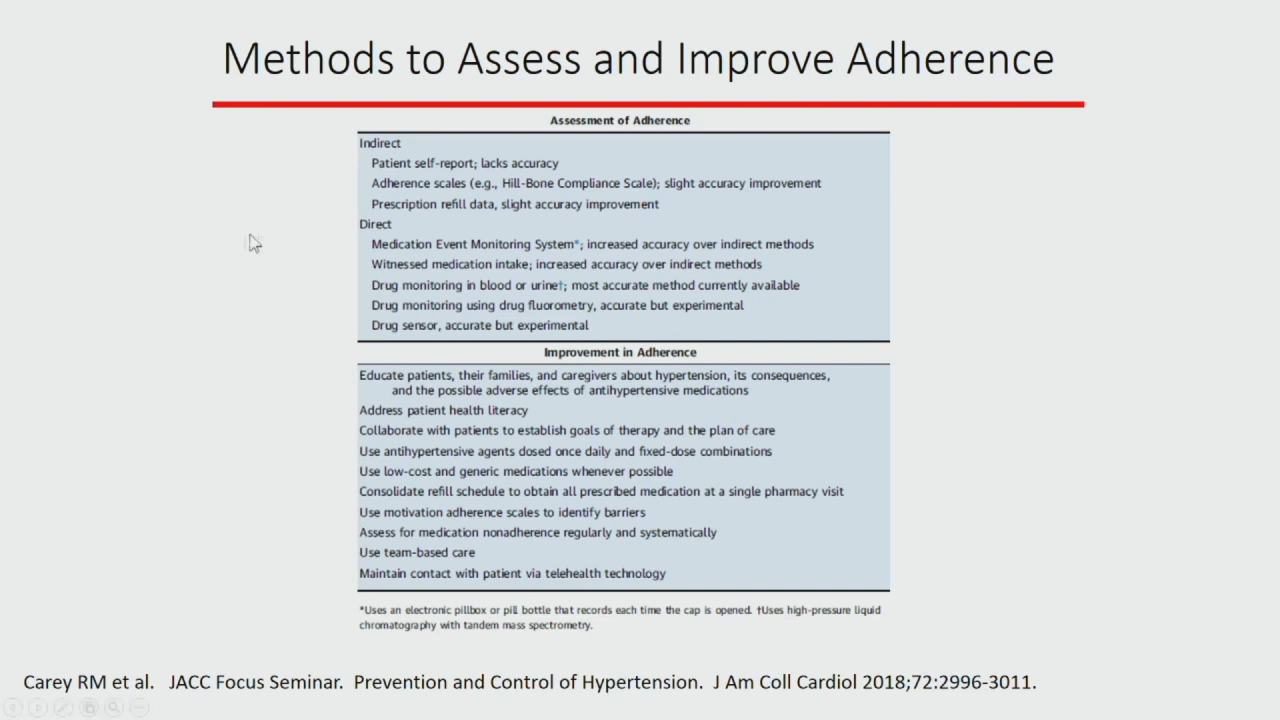 Methods to Assess and Improve Adherence
Assessment of Adherence
Indirect
Patient self-report; lacks accuracy
Adherence scales (e.g., Hill-Bone Compliance Scale); slight accuracy improvement
Prescription refill data, slight accuracy improvement
Direct
Medication Event Monitoring System*; increased accuracy over indirect methods
Witnessed medication intake; increased accuracy over indirect methods
Drug monitoring in blood or urine†; most accurate method currently available
Drug monitoring using drug fluorometry, accurate but experimental
Drug sensor, accurate but experimental
Improvement in Adherence
Educate patients, their families, and caregivers about hypertension, its consequences,
and the possible adverse effects of antihypertensive medications
Address patient health literacy
Collaborate with patients to establish goals of therapy and the plan of care
Use antihypertensive agents dosed once daily and fixed-dose combinations
Use low-cost and generic medications whenever possible
Consolidate refill schedule to obtain all prescribed medication at a single pharmacy visit
Use motivation adherence scales to identify barriers
Assess for medication nonadherence regularly and systematically
Use team-based care
Maintain contact with patient via telehealth technology
*Uses an electronic pillbox or pill bottle that records each time the cap is opened. †Uses high-pressure liquid
chromatography with tandem mass spectrometry.
Carey RM et al. JACC Focus Seminar. Prevention and Control of Hypertension. J Am Coll Cardiol 2018;72:2996-3011.